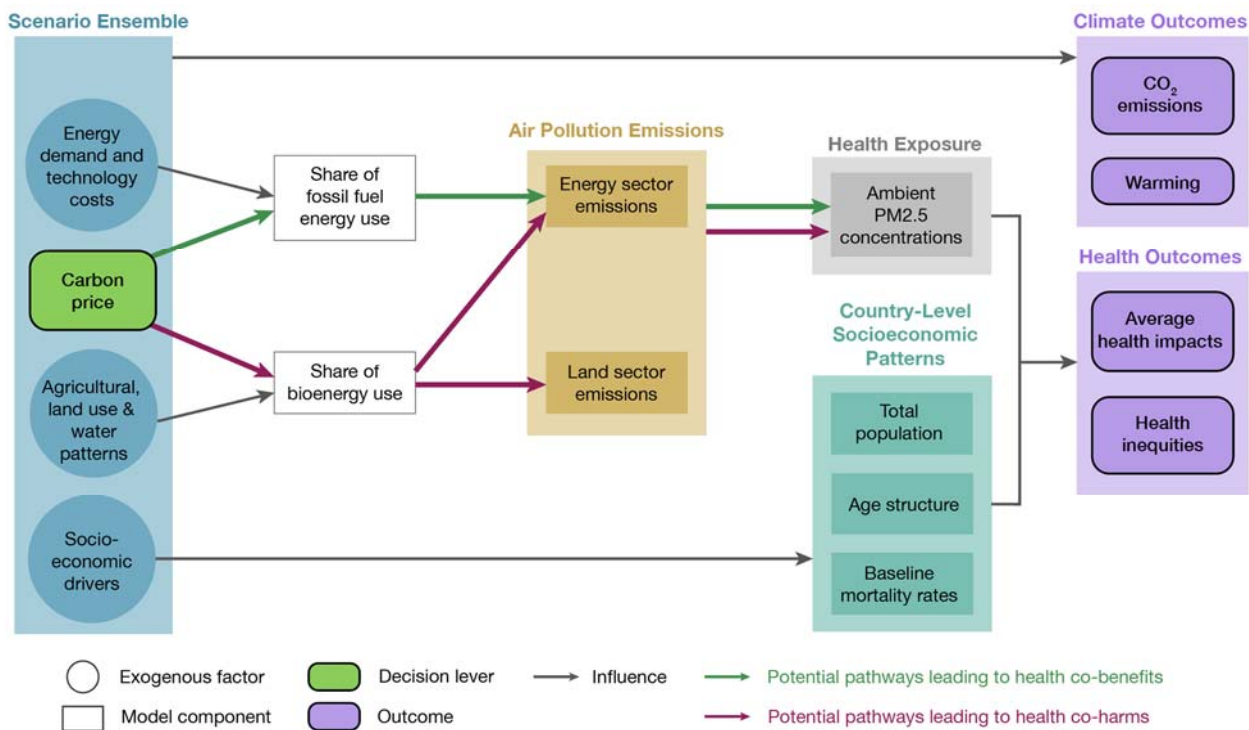 Scenario Ensemble
Energy
demand and
technology
costs
Carbon
price
Agricultural,
land use &
water
patterns
Socio-
economic
drivers
Share of
fossil fuel
energy use
Share of
bioenergy use
Air Pollution Emissions
Energy sector
emissions
Land sector
emissions
Health Exposure
Ambient
PM2.5
concentrations
Country-Level
Socioeconomic
Patterns
Total
population
Age structure
Baseline
mortality rates
Climate Outcomes
CO₂
emissions
Warming
Health Outcomes
Average
health impacts
Health
inequities
Exogenous factor
Decision lever
Influence
Potential pathways leading to health co-benefits
Model component
Outcome
Potential pathways leading to health co-harms